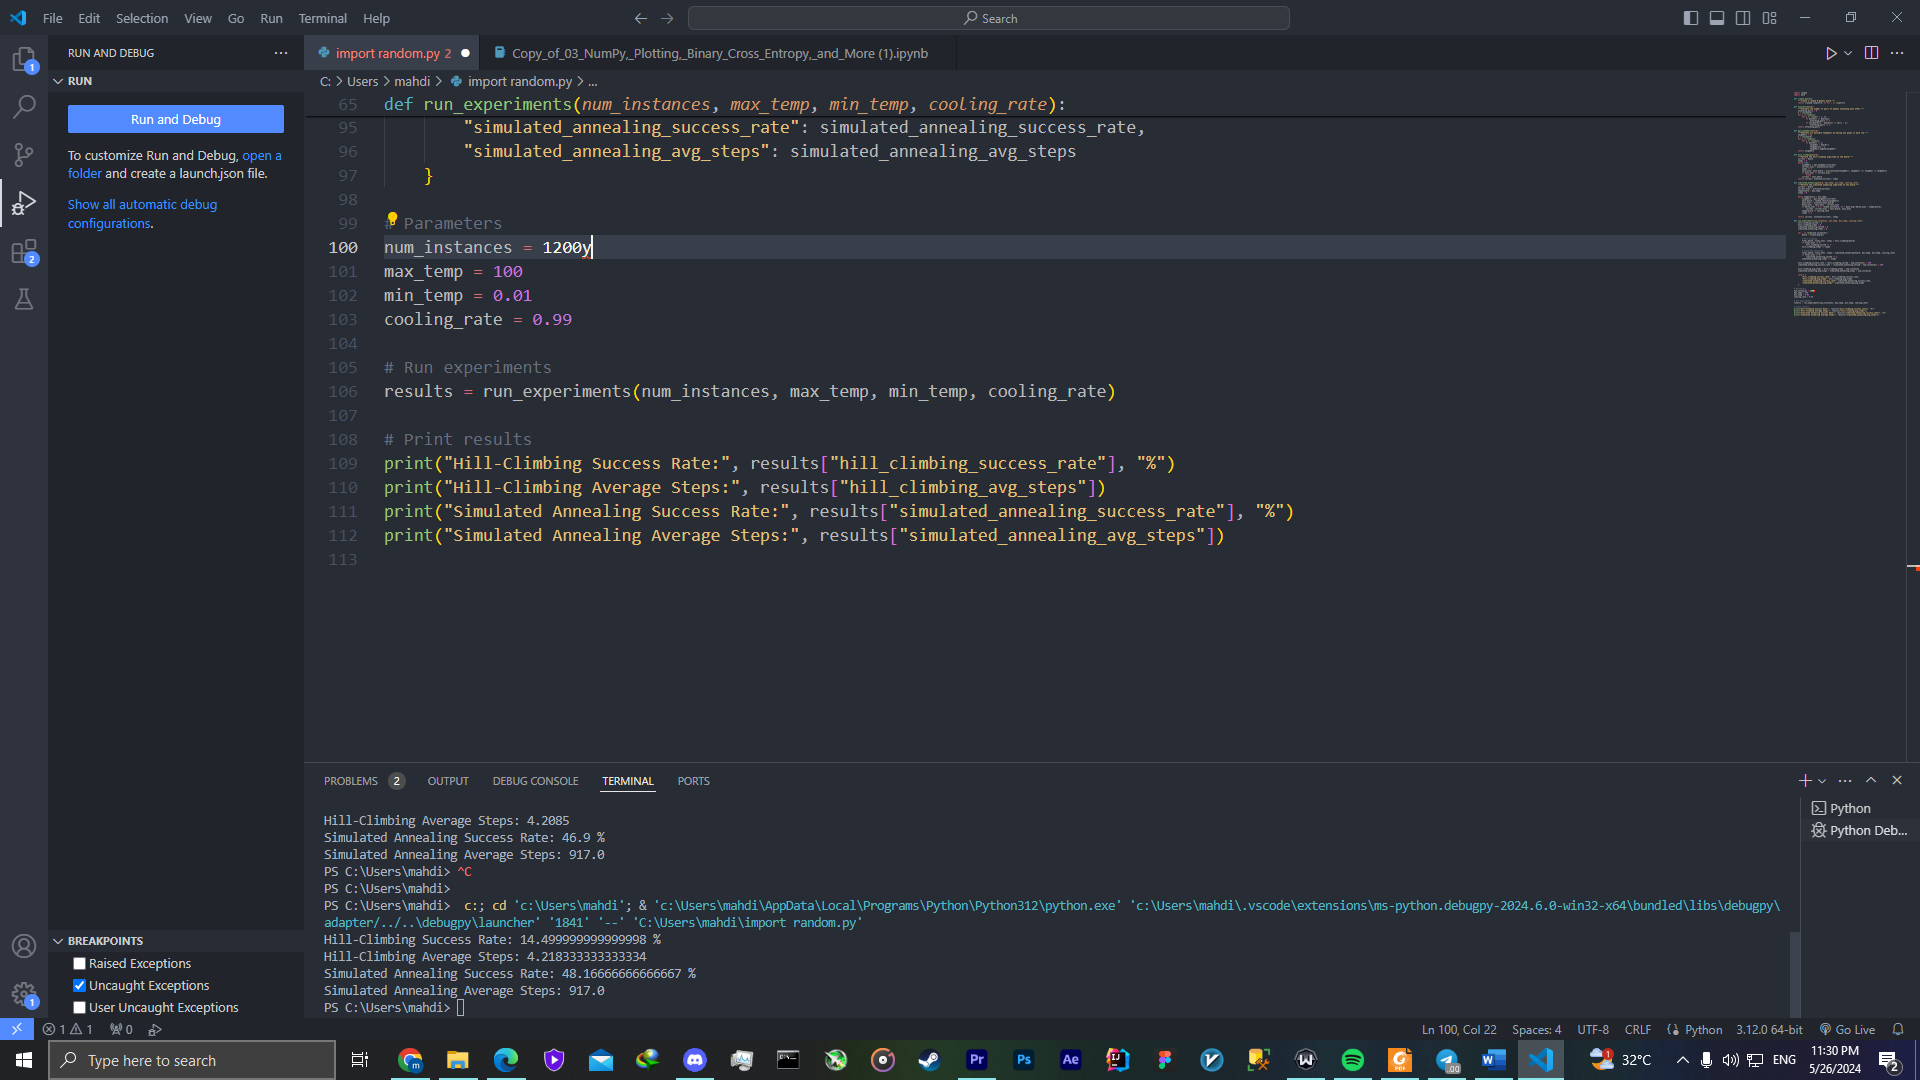 File Edit Selection View Go Run Terminal Help
Search
RUN AND DEBUG
import random.py 2
Copy_of_03_NumPy,_Plotting,_Binary_Cross_Entropy,_and_More (1).ipynb
RUN
C: > Users > mahdi > import random.py > ...
Run and Debug
To customize Run and Debug, open a
folder and create a launch.json file.
Show all automatic debug
configurations.
65 def run_experiments(num_instances, max_temp, min_temp, cooling_rate):
95 "simulated_annealing_success_rate": simulated_annealing_success_rate,
96 "simulated_annealing_avg_steps": simulated_annealing_avg_steps
97 }
98
99 # Parameters
100 num_instances = 1200y
101 max_temp = 100
102 min_temp = 0.01
103 cooling_rate = 0.99
104
105 # Run experiments
106 results = run_experiments(num_instances, max_temp, min_temp, cooling_rate)
107
108 # Print results
109 print("Hill-Climbing Success Rate:", results["hill_climbing_success_rate"], "%")
110 print("Hill-Climbing Average Steps:", results["hill_climbing_avg_steps"])
111 print("Simulated Annealing Success Rate:", results["simulated_annealing_success_rate"], "%")
112 print("Simulated Annealing Average Steps:", results["simulated_annealing_avg_steps"])
113
PROBLEMS 2 OUTPUT DEBUG CONSOLE TERMINAL PORTS
Python
Python Deb...
Hill-Climbing Average Steps: 4.2085
Simulated Annealing Success Rate: 46.9 %
Simulated Annealing Average Steps: 917.0
PS C:\Users\mahdi> ^C
PS C:\Users\mahdi>
PS C:\Users\mahdi>  c:; cd 'c:\Users\mahdi'; & 'c:\Users\mahdi\AppData\Local\Programs\Python\Python312\python.exe' 'c:\Users\mahdi\.vscode\extensions\ms-python.debugpy-2024.6.0-win32-x64\bundled\libs\debugpy\
adapter/../..\debugpy\launcher' '1841' '--' 'C:\Users\mahdi\import random.py'
Hill-Climbing Success Rate: 14.499999999999998 %
Hill-Climbing Average Steps: 4.218333333333334
Simulated Annealing Success Rate: 48.16666666666667 %
Simulated Annealing Average Steps: 917.0
PS C:\Users\mahdi>
BREAKPOINTS
Raised Exceptions
Uncaught Exceptions
User Uncaught Exceptions
1 1 0
Ln 100, Col 22 Spaces: 4 UTF-8 CRLF Python 3.12.0 64-bit Go Live
Type here to search
32°C
ENG
11:30 PM
5/26/2024
2